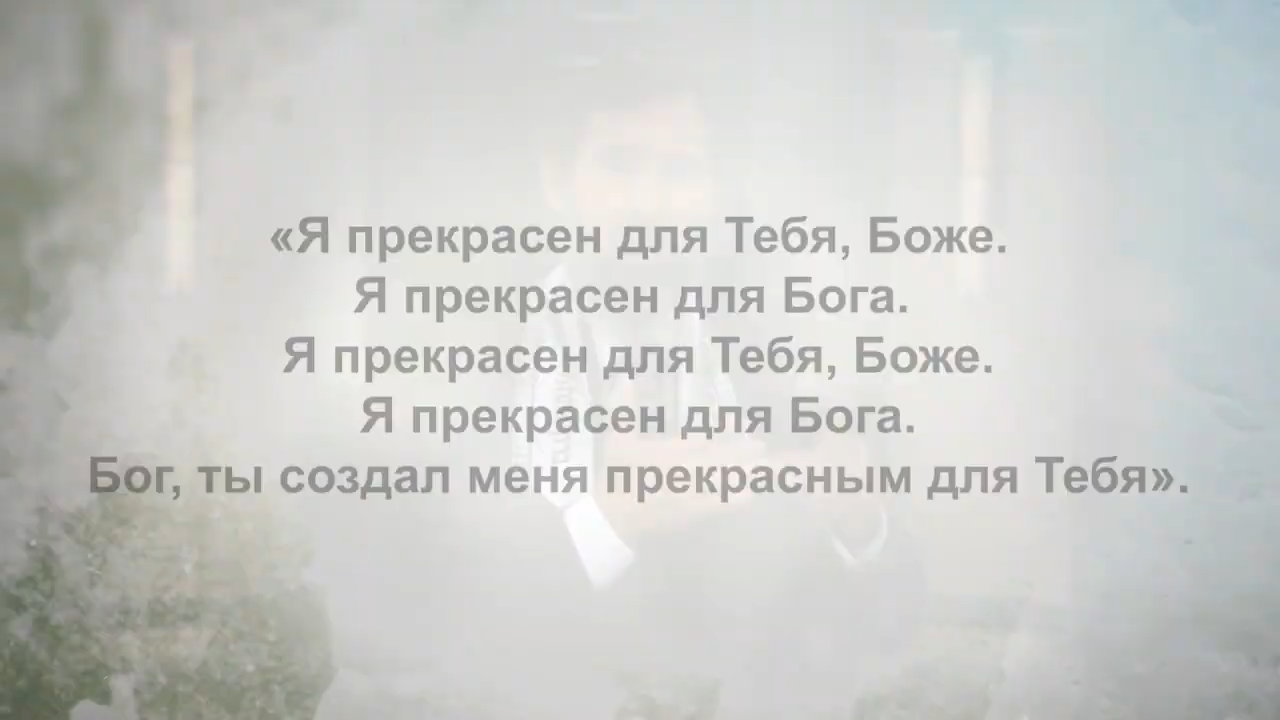 «Я прекрасен для Тебя, Боже.
Я прекрасен для Бога.
Я прекрасен для Тебя, Боже.
Я прекрасен для Бога.
Бог, ты создал меня прекрасным для Тебя».